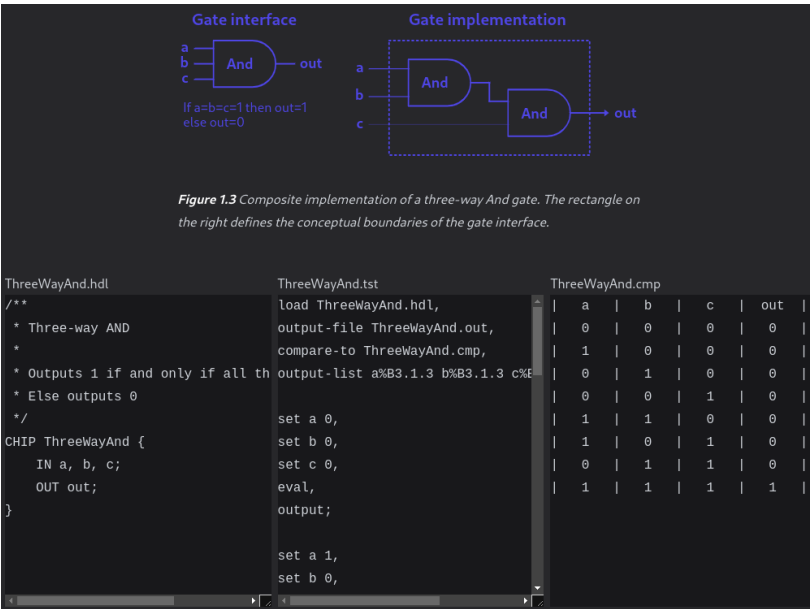 Gate interface
Gate implementation
a
b
c
And
out
If a=b=c=1 then out=1
else out=0
a
b
c
And
And
out
Figure 1.3 Composite implementation of a three-way And gate. The rectangle on
the right defines the conceptual boundaries of the gate interface.
ThreeWayAnd.hdl
/**
* Three-way AND
*
* Outputs 1 if and only if all th
* Else outputs 0
*/
CHIP ThreeWayAnd {
IN a, b, c;
OUT out;
}
ThreeWayAnd.tst
load ThreeWayAnd.hdl,
output-file ThreeWayAnd.out,
compare-to ThreeWayAnd.cmp,
output-list a%B3.1.3 b%B3.1.3 c%B
set a 0,
set b 0,
set c 0,
eval,
output;
set a 1,
set b 0,
ThreeWayAnd.cmp
| a | b | c | out |
| 0 | 0 | 0 | 0 |
| 1 | 0 | 0 | 0 |
| 0 | 1 | 0 | 0 |
| 0 | 0 | 1 | 0 |
| 1 | 1 | 0 | 0 |
| 1 | 0 | 1 | 0 |
| 0 | 1 | 1 | 0 |
| 1 | 1 | 1 | 1 |